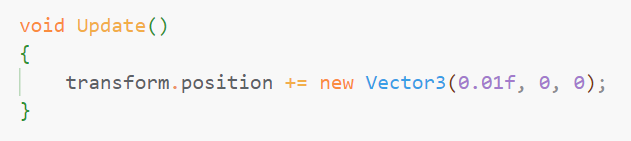 void Update()
{
    transform.position += new Vector3(0.01f, 0, 0);
}